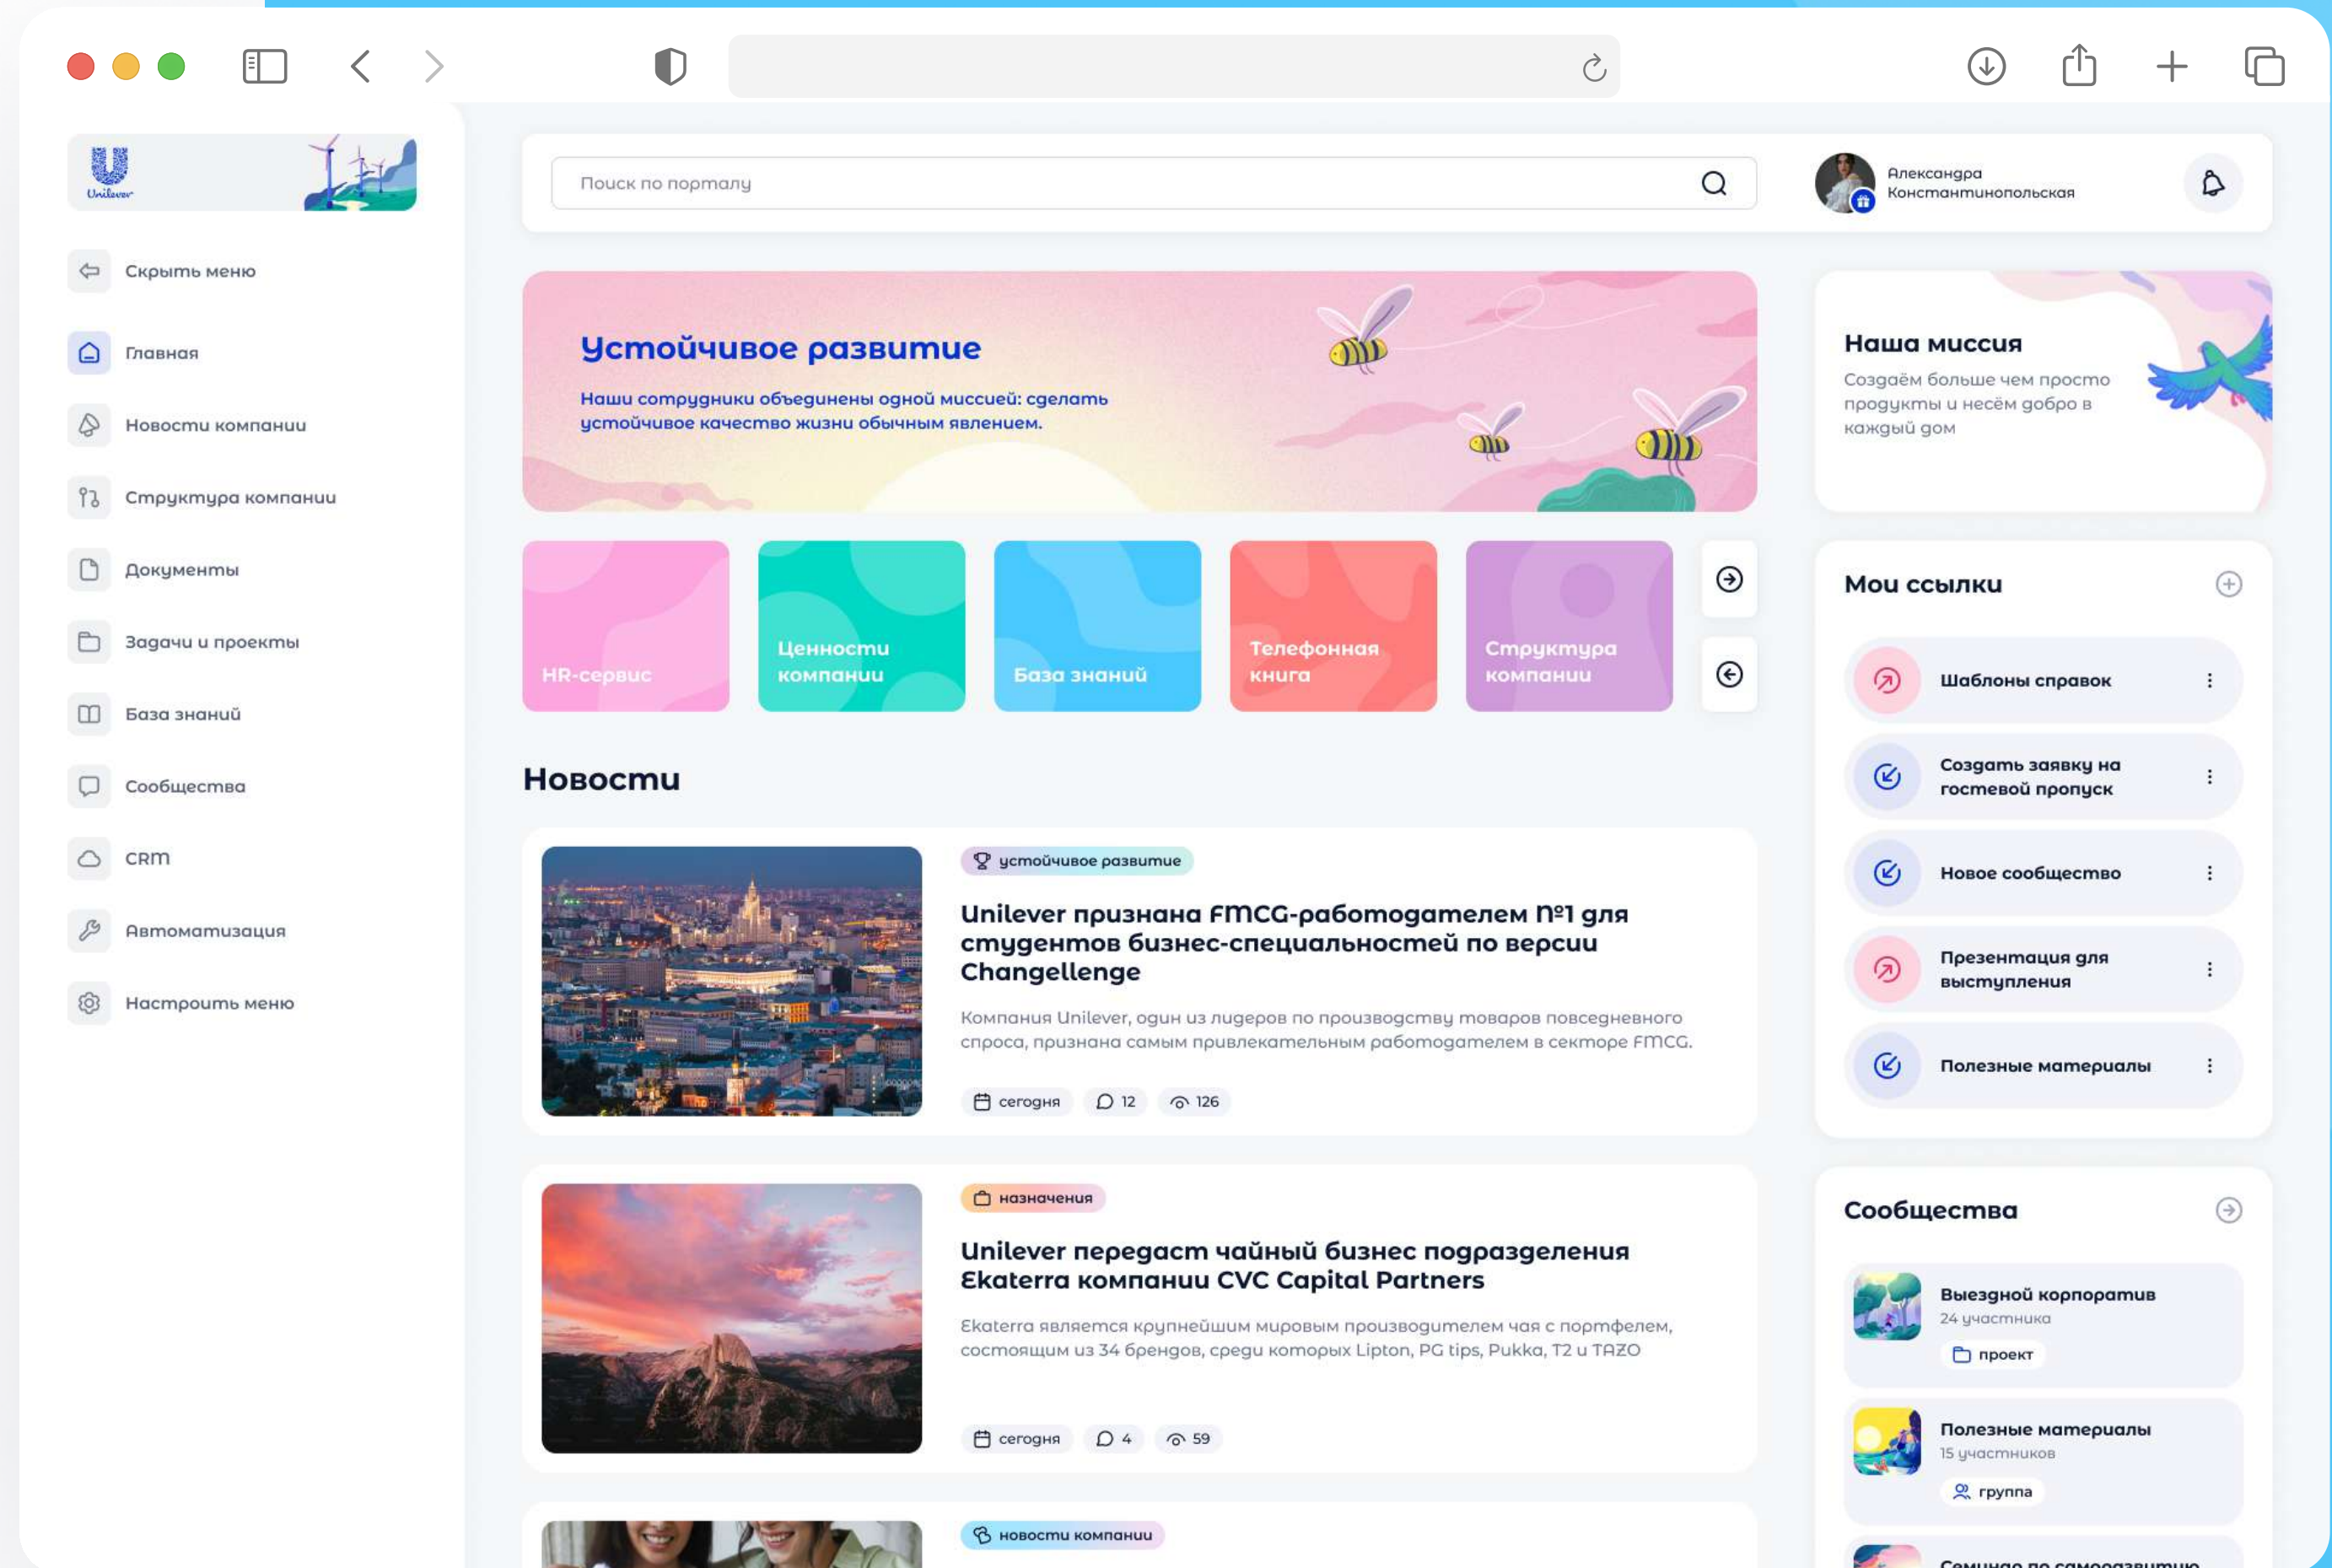 Unilever
Скрыть меню
Главная
Новости компании
Структура компании
Документы
Задачи и проекты
База знаний
Сообщества
CRM
Автоматизация
Настроить меню
Поиск по порталу
Александра
Константинопольская
Устойчивое развитие
Наши сотрудники объединены одной миссией: сделать
устойчивое качество жизни обычным явлением.
Наша миссия
Создаём больше чем просто
продукты и несём добро в
каждый дом
HR-сервис
Ценности
компании
База знаний
Телефонная
книга
Структура
компании
Новости
устойчивое развитие
Unilever признана FMCG-работодателем №1 для
студентов бизнес-специальностей по версии
Changellenge
Компания Unilever, один из лидеров по производству товаров повседневного
спроса, признана самым привлекательным работодателем в секторе FMCG.
сегодня 12 126
назначения
Unilever передаст чайный бизнес подразделения
Ekaterra компании CVC Capital Partners
Ekaterra является крупнейшим мировым производителем чая с портфелем,
состоящим из 34 брендов, среди которых Lipton, PG tips, Pukka, T2 и TAZO
сегодня 4 59
новости компании
Мои ссылки
Шаблоны справок
Создать заявку на
гостевой пропуск
Новое сообщество
Презентация для
выступления
Полезные материалы
Сообщества
Выездной корпоратив
24 участника
проект
Полезные материалы
15 участников
группа
Семинар по саморазвитию